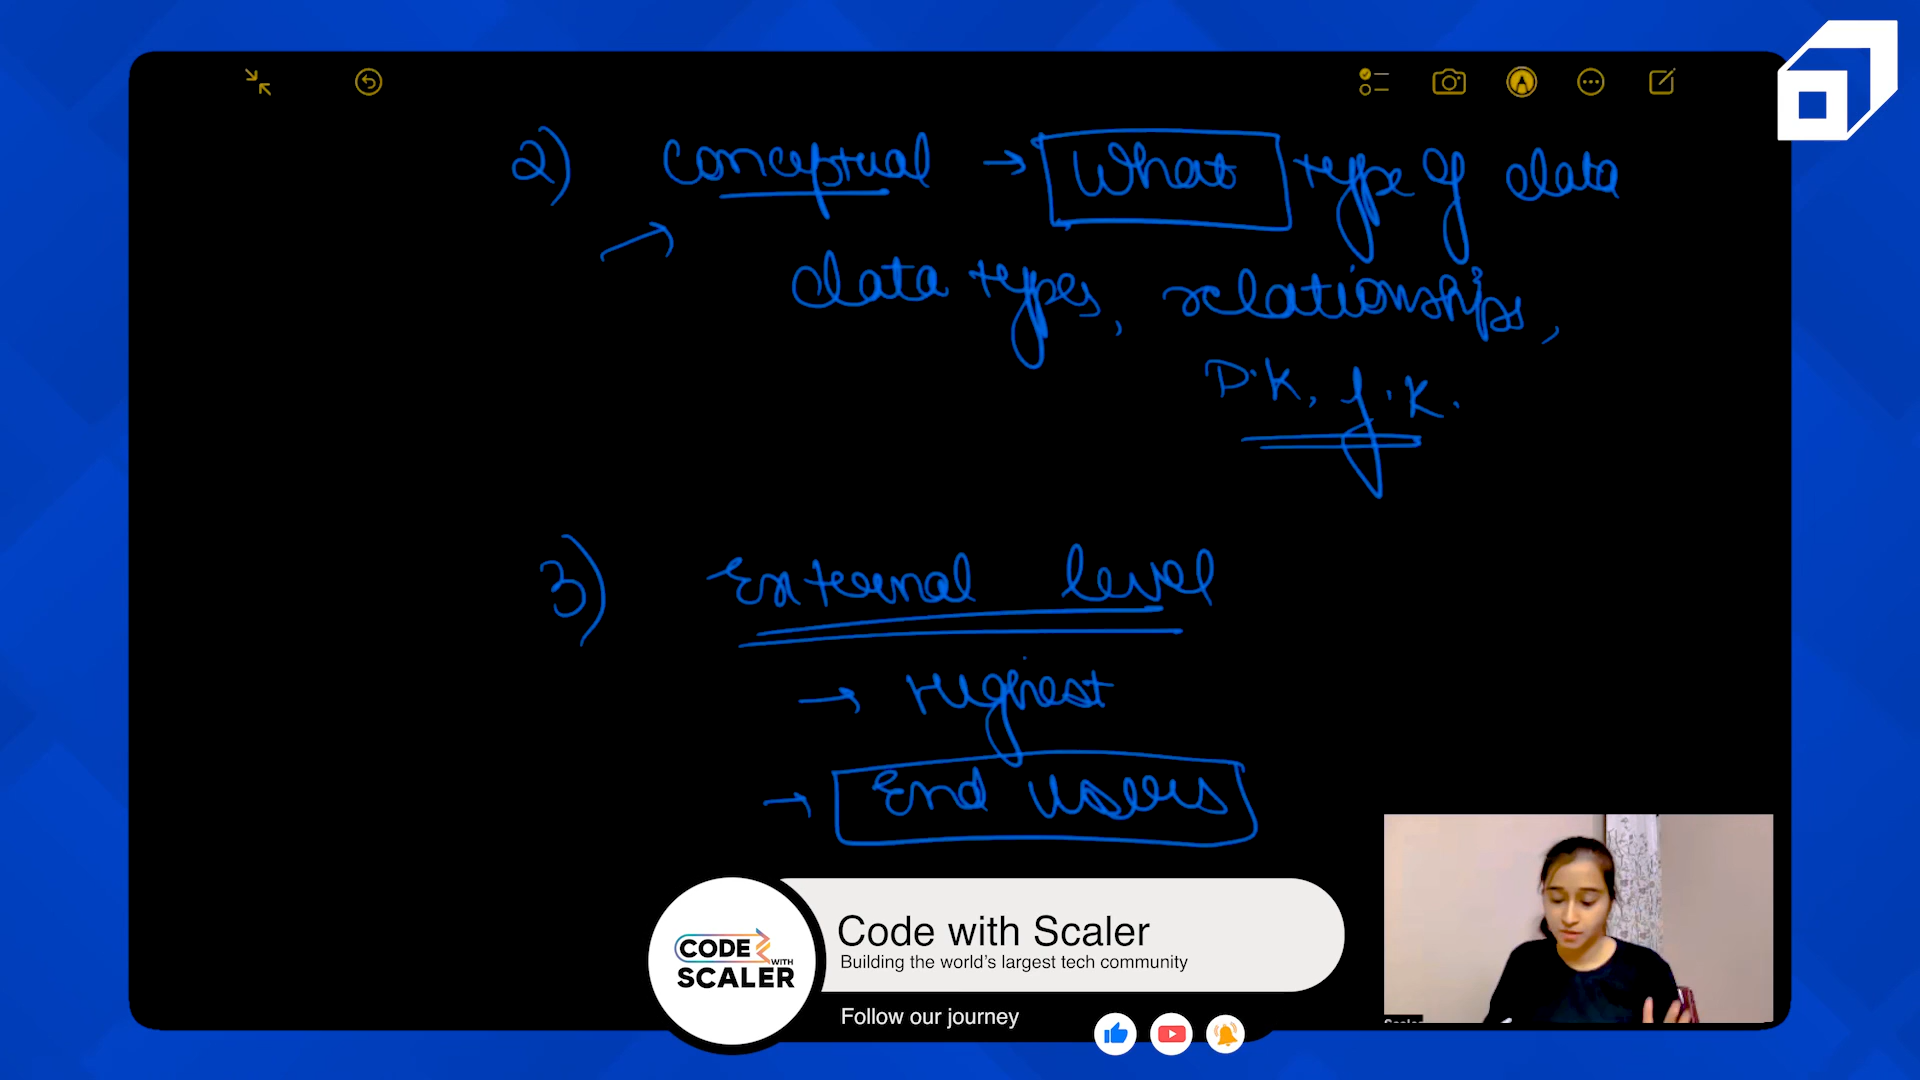 2) Conceptual → What type of data
→ data types, relationships,
P.K, f.K.
3) External level
→ Highest
→ End users
CODE
WITH
SCALER
Code with Scaler
Building the world's largest tech community
Follow our journey